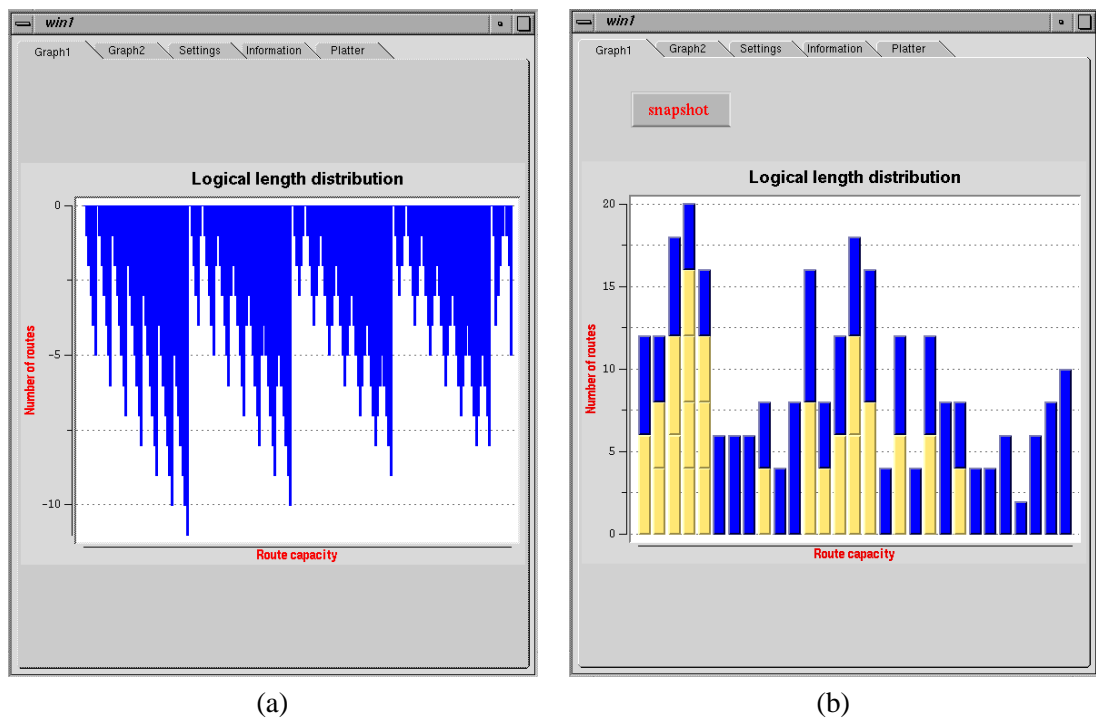 win1
Graph1 Graph2 Settings Information Platter
Logical length distribution
0
−5
−10
Number of routes
Route capacity
(a)
win1
Graph1 Graph2 Settings Information Platter
snapshot
Logical length distribution
20
15
10
5
0
Number of routes
Route capacity
(b)